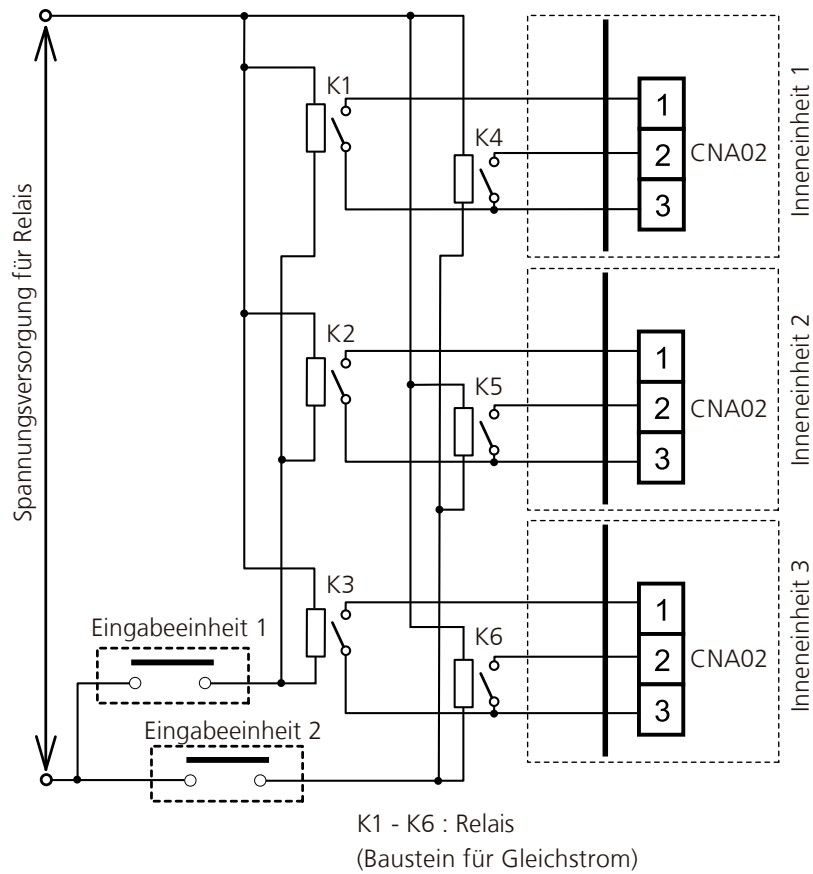 Spannungsversorgung für Relais
K1
K4
1
2
3
CNA02
Inneneinheit 1
K2
K5
1
2
3
CNA02
Inneneinheit 2
K3
K6
1
2
3
CNA02
Inneneinheit 3
Eingabeeinheit 1
Eingabeeinheit 2
K1 - K6 : Relais
(Baustein für Gleichstrom)